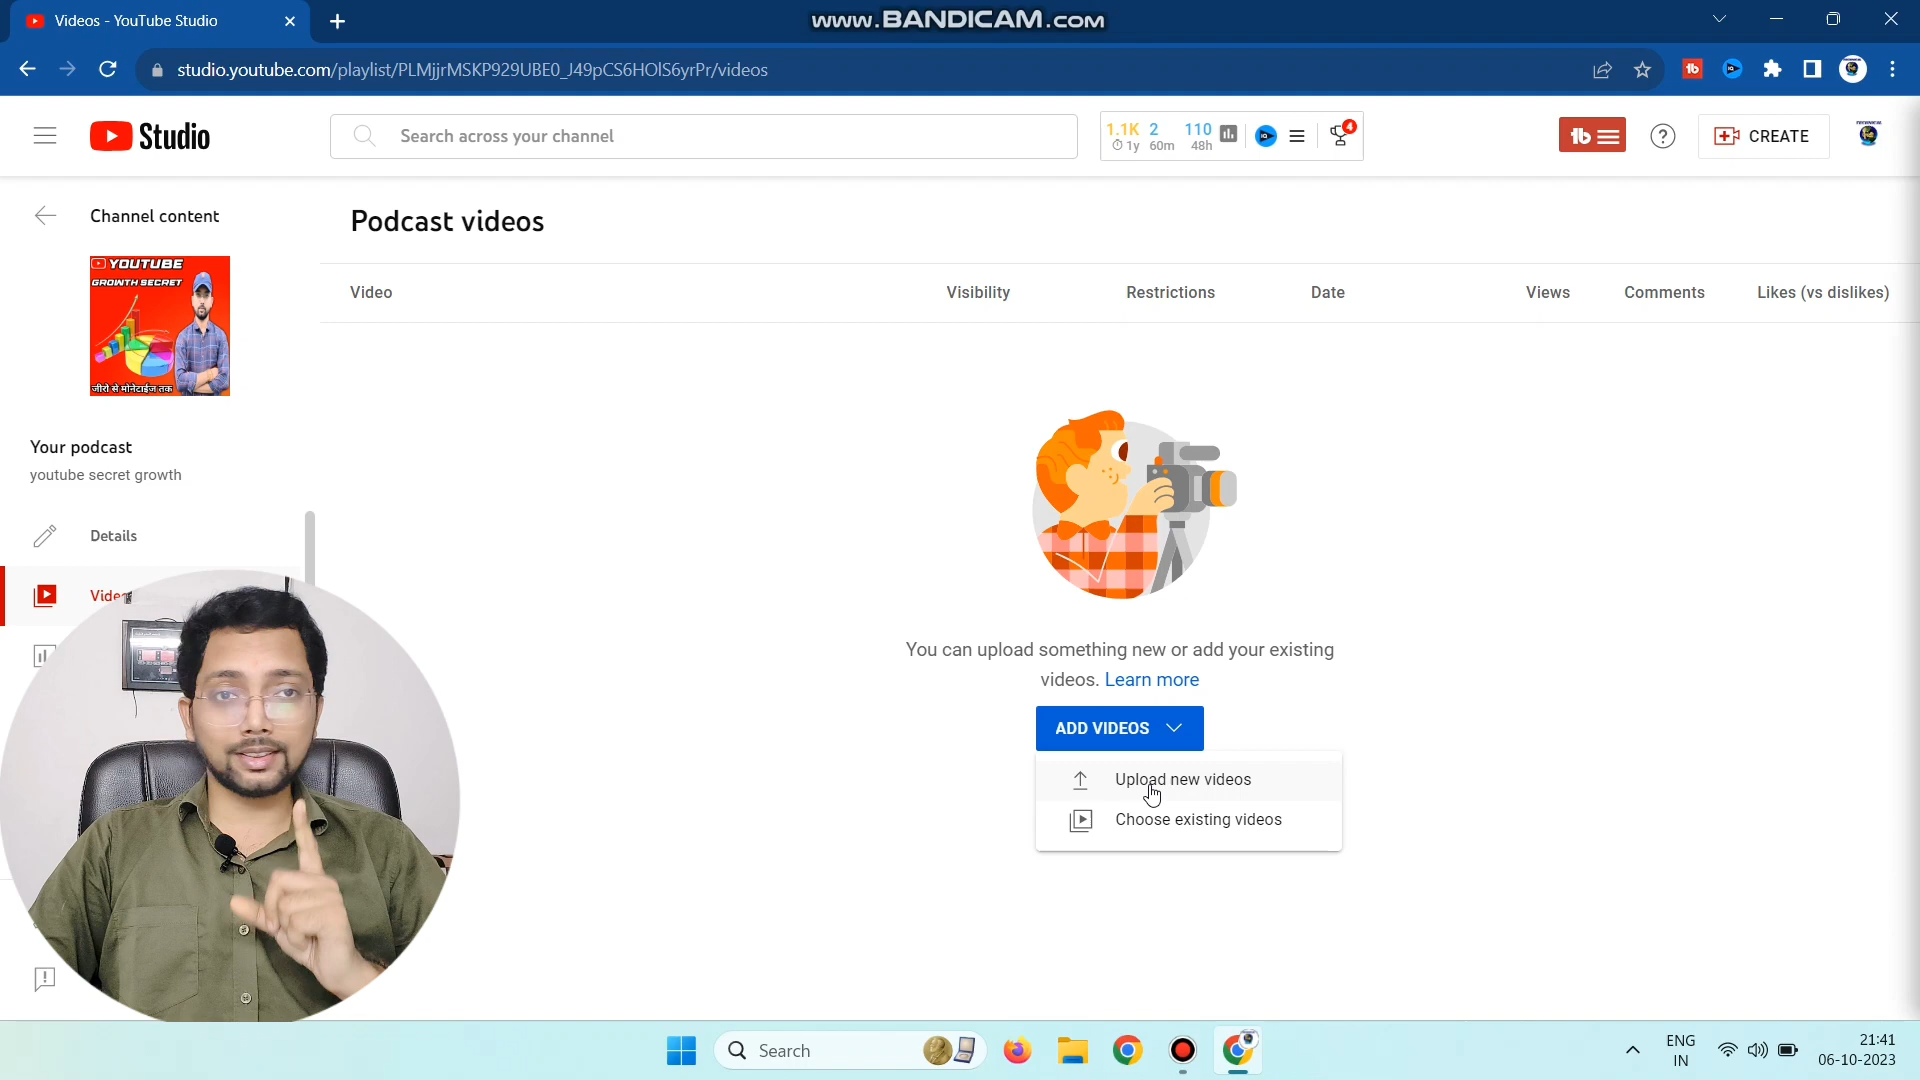 Videos - YouTube Studio
www.BANDICAM.com
studio.youtube.com/playlist/PLMjjrMSKP929UBE0_J49pCS6HOlS6yrPr/videos
Studio
Search across your channel
1.1K 2 110
1y 60m 48h
4
CREATE
Channel content
Podcast videos
YOUTUBE
GROWTH SECRET
जीरो से मोनेटाईज तक
Video Visibility Restrictions Date Views Comments Likes (vs dislikes)
Your podcast
youtube secret growth
Details
Video
You can upload something new or add your existing
videos. Learn more
ADD VIDEOS
Upload new videos
Choose existing videos
Search
ENG
IN
21:41
06-10-2023